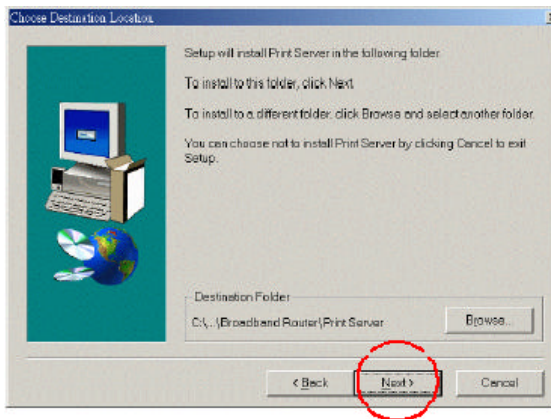 Choose Destination Location
Setup will install Print Server in the following folder.
To install to this folder, click Next
To install to a different folder, click Browse and select another folder.
You can choose not to install Print Server by clicking Cancel to exit
Setup.
Destination Folder
C:\...\Broadband Router\Print Server
Browse...
< Back
Next >
Cancel